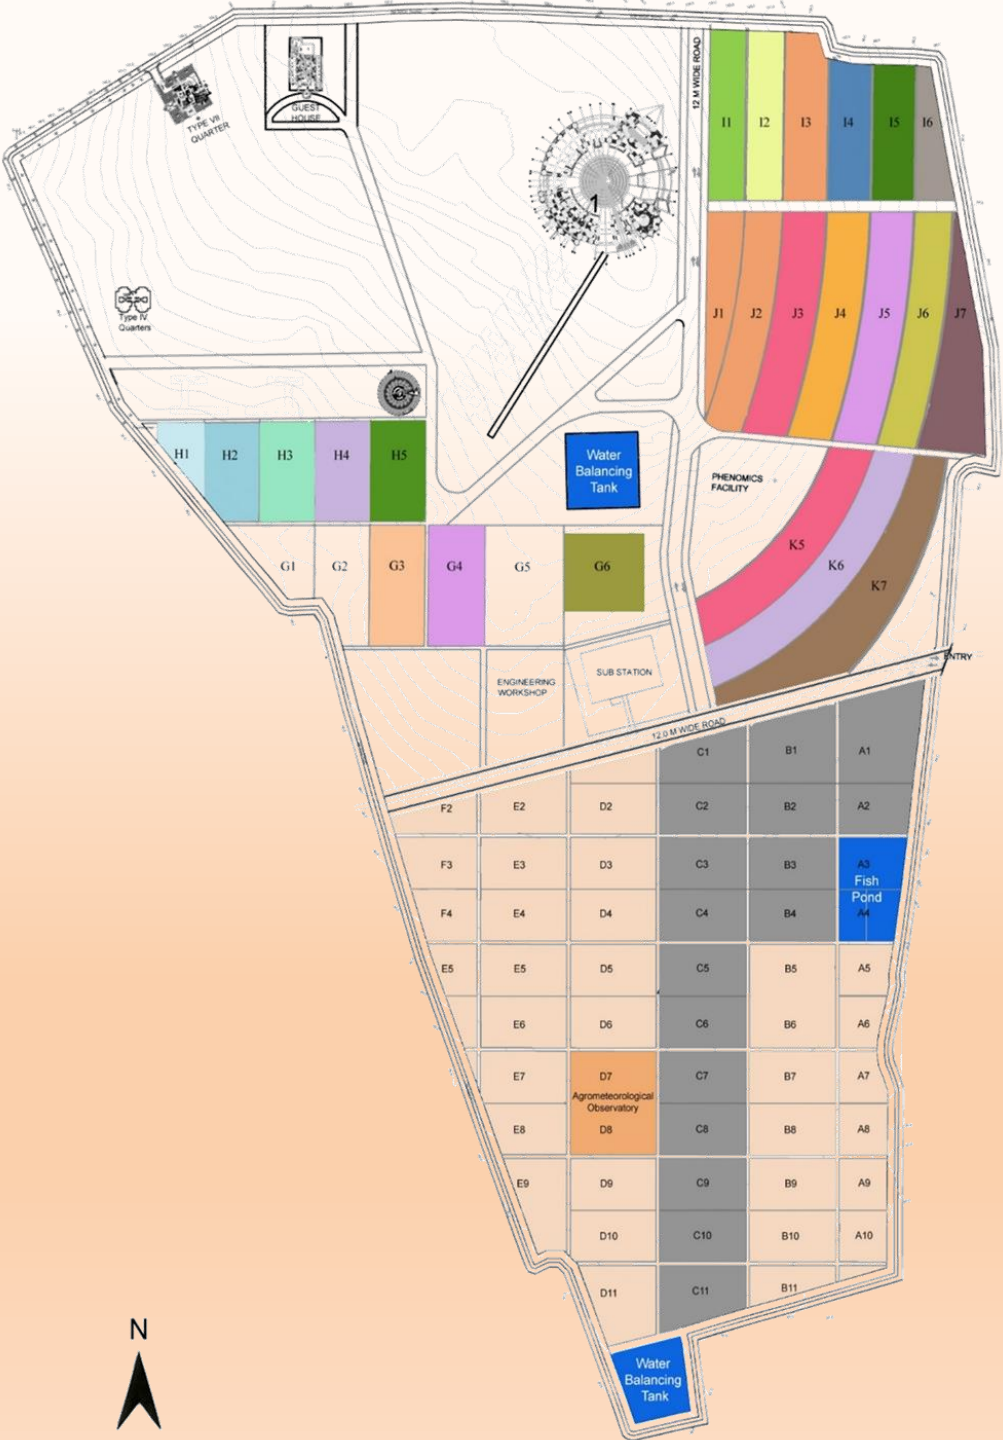 12 M WIDE ROAD
GUEST
HOUSE
TYPE VII
QUARTER
1
I1
I2
I3
I4
I5
I6
Type IV
Quarters
J1
J2
J3
J4
J5
J6
J7
H1
H2
H3
H4
H5
Water
Balancing
Tank
PHENOMICS
FACILITY
K5
K6
K7
G1
G2
G3
G4
G5
G6
ENTRY
ENGINEERING
WORKSHOP
SUB STATION
12.0 M WIDE ROAD
C1
B1
A1
F2
E2
D2
C2
B2
A2
F3
E3
D3
C3
B3
A3
Fish
Pond
F4
E4
D4
C4
B4
A4
E5
E5
D5
C5
B5
A5
E6
D6
C6
B6
A6
E7
D7
C7
B7
A7
Agrometeorological
Observatory
E8
D8
C8
B8
A8
E9
D9
C9
B9
A9
D10
C10
B10
A10
D11
C11
B11
N
Water
Balancing
Tank